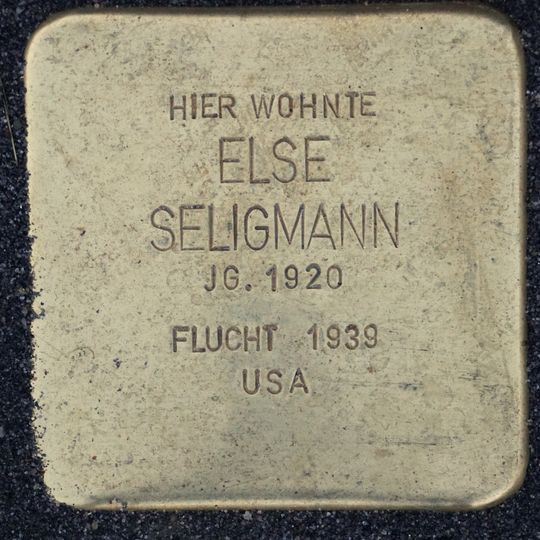 HIER WOHNTE
ELSE
SELIGMANN
JG. 1920
FLUCHT 1939
USA